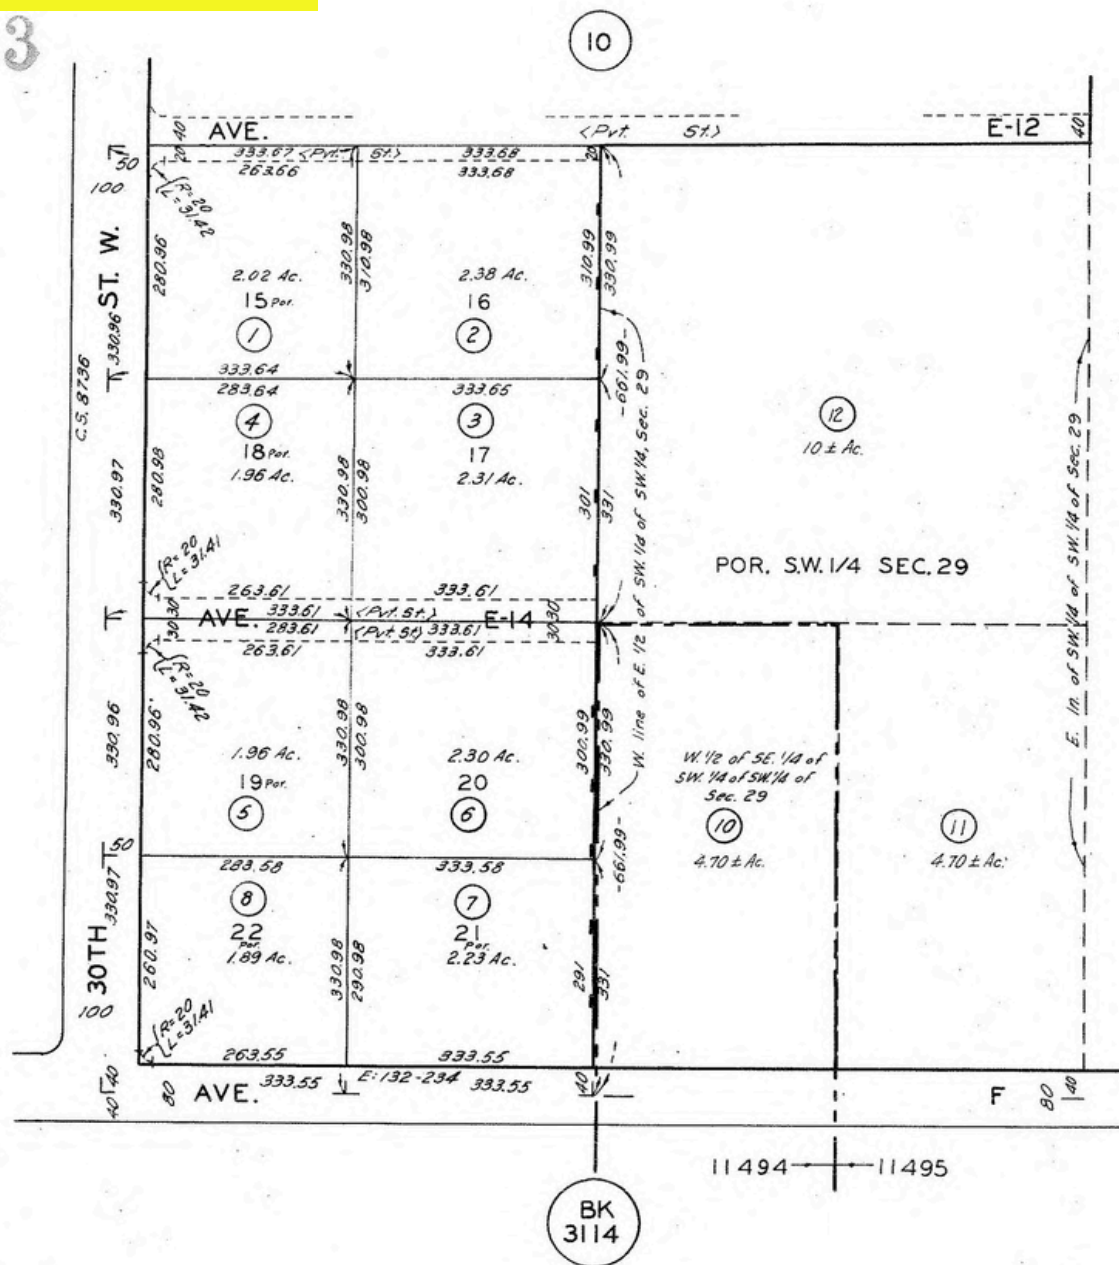 3
10
20 40
AVE.
<Pvt. St.>
E-12
40
50
333.67 <Pvt. St.> 333.68
20
263.66
333.68
100
R=20
L=31.42
280.96
330.98
310.98
310.99
330.99
2.02 Ac.
2.38 Ac.
15 Por.
16
1
2
330.96
ST. W.
C.S. 8736
333.64
283.64
333.65
-661.99-
W. line of E. 1/2 of SW. 1/4 of SW. 1/4, Sec. 29
4
3
12
18 Por.
17
10 ± Ac.
1.96 Ac.
2.31 Ac.
330.97
280.98
330.98
300.98
301
331
E. ln. of SW. 1/4 of SW. 1/4 of Sec. 29
POR. S.W. 1/4 SEC. 29
R=20
L=31.41
263.61
333.61
30 30
AVE.
333.61
<Pvt. St.>
E-14
30 30
283.61
<Pvt. St>
333.61
263.61
333.61
R=20
L=31.42
330.96
280.96
330.98
300.98
300.99
330.99
1.96 Ac.
2.30 Ac.
19 Por.
20
5
6
W. 1/2 of SE. 1/4 of
SW. 1/4 of SW. 1/4 of
Sec. 29
10
11
4.70 ± Ac.
4.70 ± Ac.
50
283.58
333.58
-661.99-
8
7
22
Por.
21
Por.
1.89 Ac.
2.23 Ac.
330.97
30TH
260.97
330.98
290.98
291
331
100
R=20
L=31.41
263.55
333.55
40
40
80
AVE.
333.55
E: 132-234
333.55
40
F
80
40
11494
11495
BK
3114